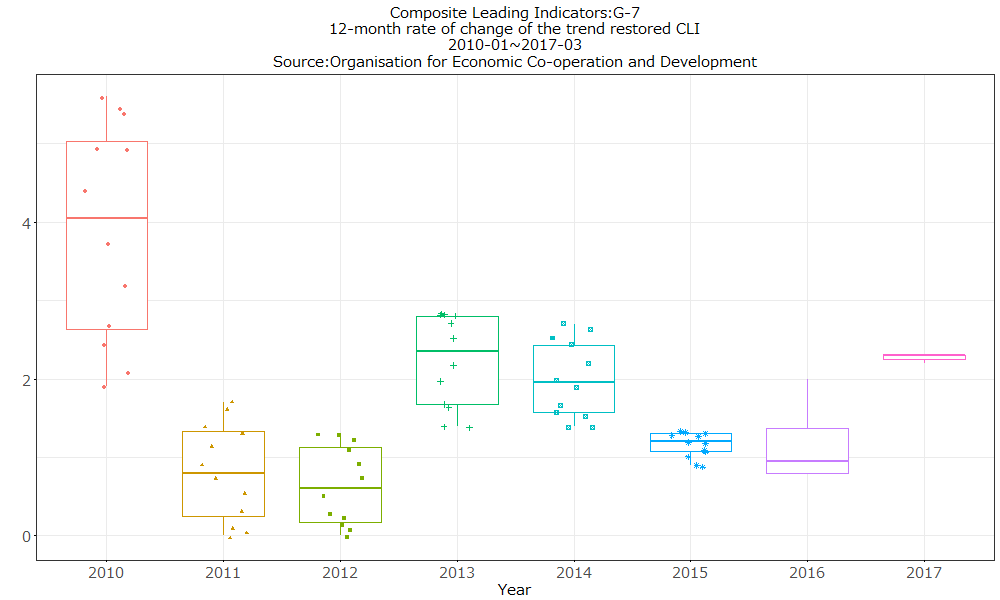 Composite Leading Indicators:G-7
12-month rate of change of the trend restored CLI
2010-01~2017-03
Source:Organisation for Economic Co-operation and Development
4
2
0
2010 2011 2012 2013 2014 2015 2016 2017
Year